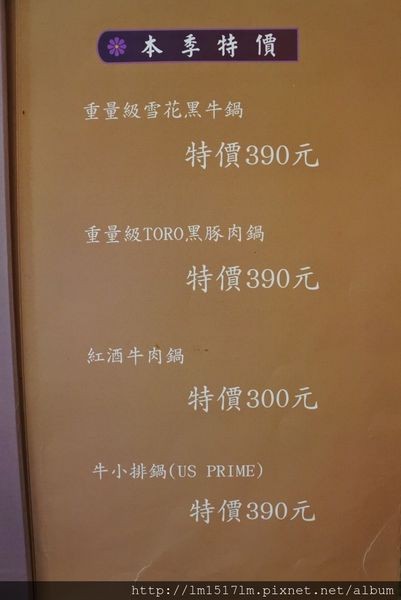 本季特價
重量級雪花黑牛鍋
特價390元
重量級TORO黑豚肉鍋
特價390元
紅酒牛肉鍋
特價300元
牛小排鍋(US PRIME)
特價390元
http://lm1517lm.pixnet.net/album